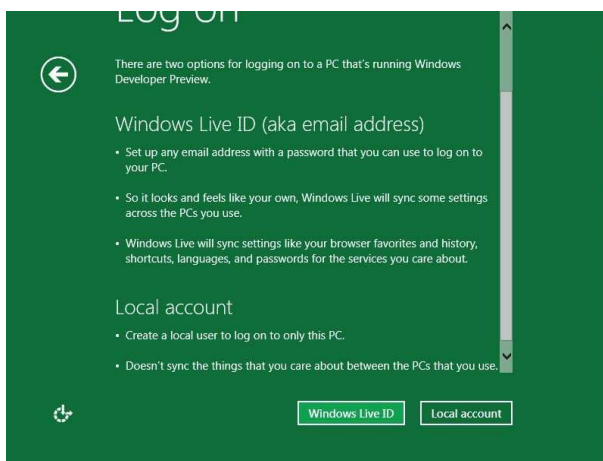 Log on
There are two options for logging on to a PC that's running Windows
Developer Preview.
Windows Live ID (aka email address)
• Set up any email address with a password that you can use to log on to
your PC.
• So it looks and feels like your own, Windows Live will sync some settings
across the PCs you use.
• Windows Live will sync settings like your browser favorites and history,
shortcuts, languages, and passwords for the services you care about.
Local account
• Create a local user to log on to only this PC.
• Doesn't sync the things that you care about between the PCs that you use.
Windows Live ID
Local account